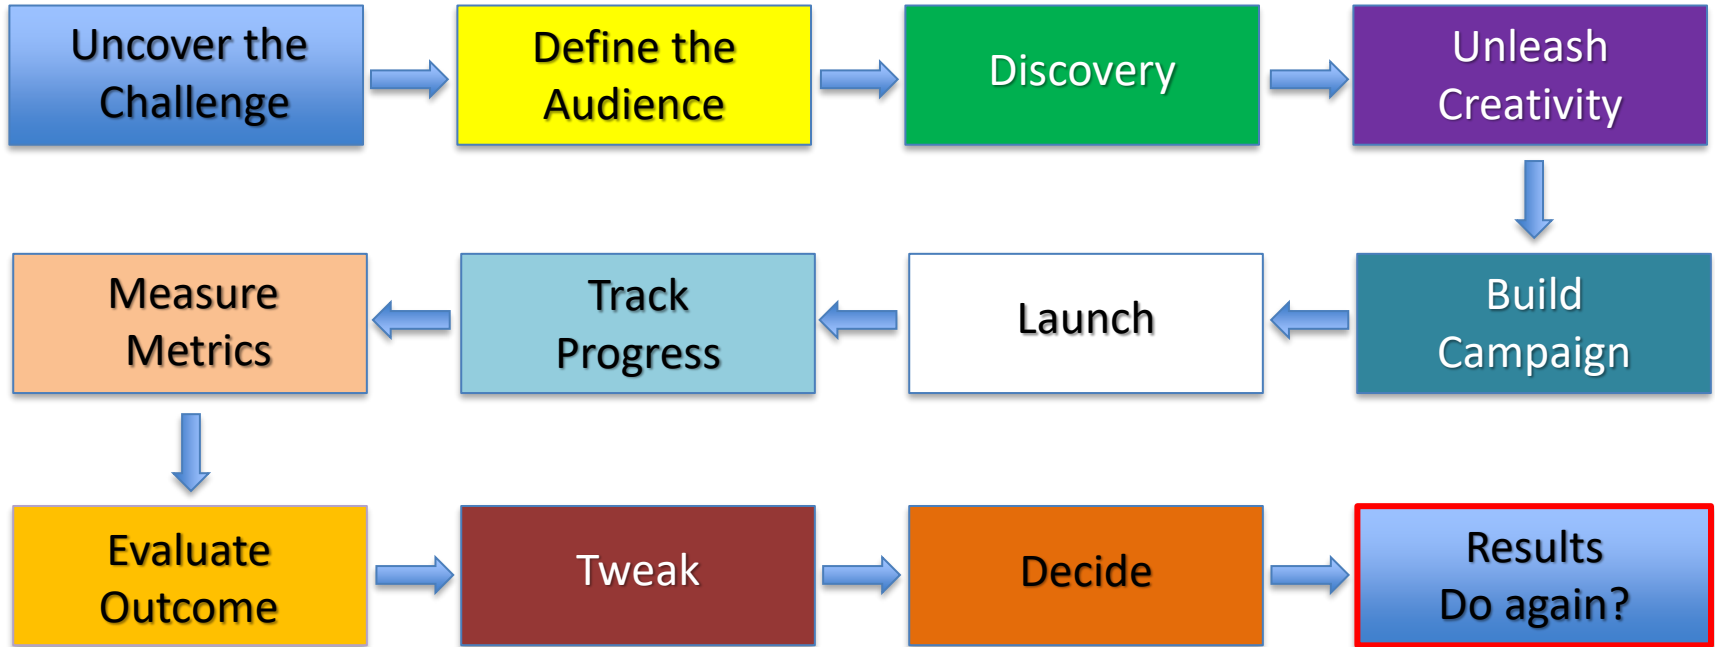 Uncover the
Challenge
Define the
Audience
Discovery
Unleash
Creativity
Build
Campaign
Launch
Track
Progress
Measure
Metrics
Evaluate
Outcome
Tweak
Decide
Results
Do again?